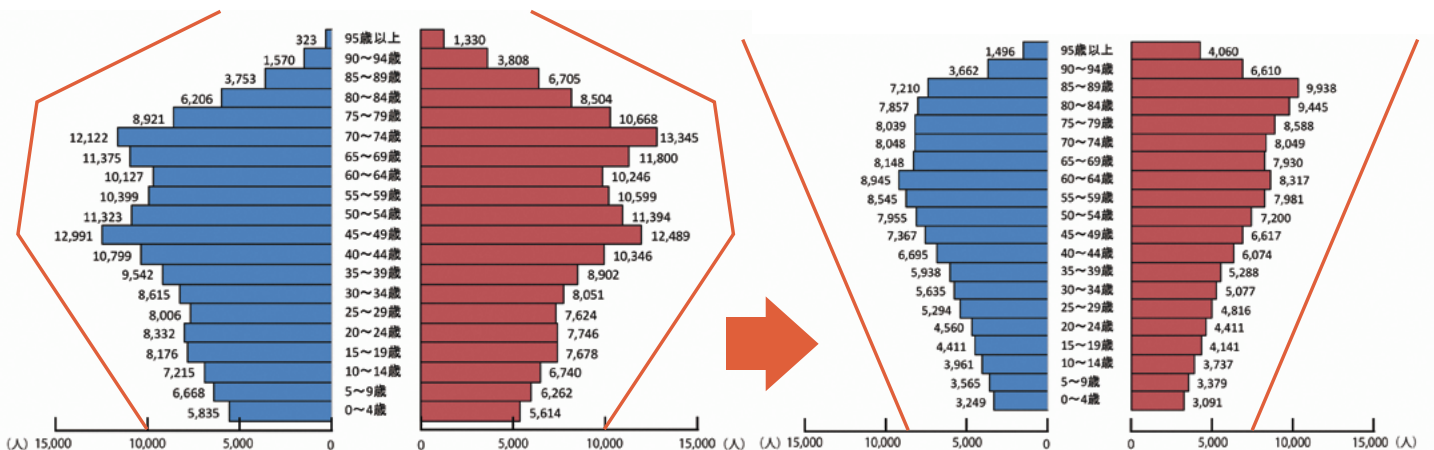 323 95歳以上 1,330
1,570 90〜94歳 3,808
3,753 85〜89歳 6,705
6,206 80〜84歳 8,504
8,921 75〜79歳 10,668
12,122 70〜74歳 13,345
11,375 65〜69歳 11,800
10,127 60〜64歳 10,246
10,399 55〜59歳 10,599
11,323 50〜54歳 11,394
12,991 45〜49歳 12,489
10,799 40〜44歳 10,346
9,542 35〜39歳 8,902
8,615 30〜34歳 8,051
8,006 25〜29歳 7,624
8,332 20〜24歳 7,746
8,176 15〜19歳 7,678
7,215 10〜14歳 6,740
6,668 5〜9歳 6,262
5,835 0〜4歳 5,614
(人) 15,000 10,000 5,000 0 0 5,000 10,000 15,000 (人)
1,496 95歳以上 4,060
3,662 90〜94歳 6,610
7,210 85〜89歳 9,938
7,857 80〜84歳 9,445
8,039 75〜79歳 8,588
8,048 70〜74歳 8,049
8,148 65〜69歳 7,930
8,945 60〜64歳 8,317
8,545 55〜59歳 7,981
7,955 50〜54歳 7,200
7,367 45〜49歳 6,617
6,695 40〜44歳 6,074
5,938 35〜39歳 5,288
5,635 30〜34歳 5,077
5,294 25〜29歳 4,816
4,560 20〜24歳 4,411
4,411 15〜19歳 4,141
3,961 10〜14歳 3,737
3,565 5〜9歳 3,379
3,249 0〜4歳 3,091
(人) 15,000 10,000 5,000 0 0 5,000 10,000 15,000 (人)